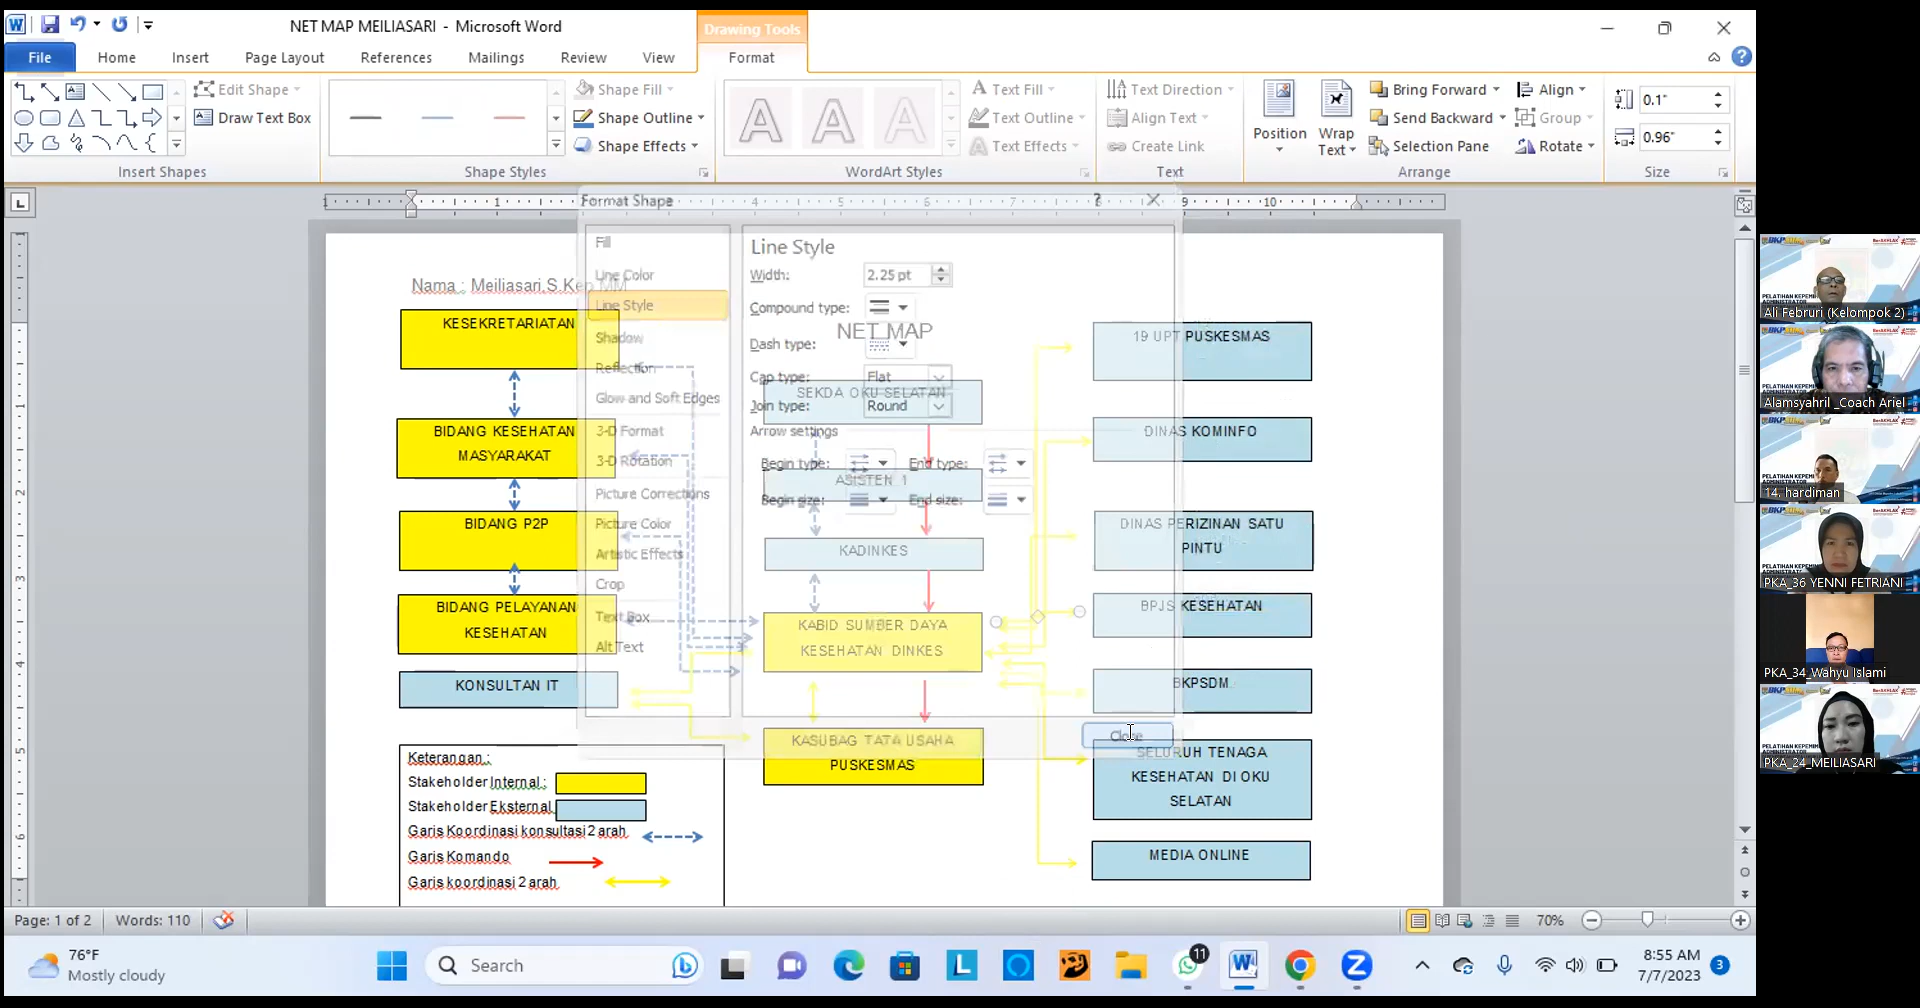 NET MAP MEILIASARI - Microsoft Word
Drawing Tools
File
Home
Insert
Page Layout
References
Mailings
Review
View
Format
Edit Shape
Draw Text Box
Insert Shapes
Shape Fill
Shape Outline
Shape Effects
Shape Styles
Text Fill
Text Outline
Text Effects
WordArt Styles
Text Direction
Align Text
Create Link
Text
Position
Wrap
Text
Bring Forward
Send Backward
Selection Pane
Align
Group
Rotate
Arrange
0.1"
0.96"
Size
Format Shape
Fill
Line Color
Line Style
Shadow
Reflection
Glow and Soft Edges
3-D Format
3-D Rotation
Picture Corrections
Picture Color
Artistic Effects
Crop
Text Box
Alt Text
Line Style
Width:
2.25 pt
Compound type:
Dash type:
Cap type:
Flat
Join type:
Round
Arrow settings
Begin type:
End type:
Begin size:
End size:
Close
Nama : Meiliasari,S.Kep.MM
NET MAP
KESEKRETARIATAN
BIDANG KESEHATAN
MASYARAKAT
BIDANG P2P
BIDANG PELAYANAN
KESEHATAN
KONSULTAN IT
SEKDA OKU SELATAN
ASISTEN 1
KADINKES
KABID SUMBER DAYA
KESEHATAN DINKES
KASUBAG TATA USAHA
PUSKESMAS
19 UPT PUSKESMAS
DINAS KOMINFO
DINAS PERIZINAN SATU
PINTU
BPJS KESEHATAN
BKPSDM
SELURUH TENAGA
KESEHATAN DI OKU
SELATAN
MEDIA ONLINE
Keterangan :
Stakeholder Internal :
Stakeholder Eksternal
Garis Koordinasi konsultasi 2 arah
Garis Komando
Garis koordinasi 2 arah
Page: 1 of 2
Words: 110
70%
76°F
Mostly cloudy
Search
11
8:55 AM
7/7/2023
3
Ali Februri (Kelompok 2)
Alamsyahril _Coach Ariel
14. hardiman
PKA_36 YENNI FETRIANI
PKA_34_Wahyu Islami
PKA_24_MEILIASARI